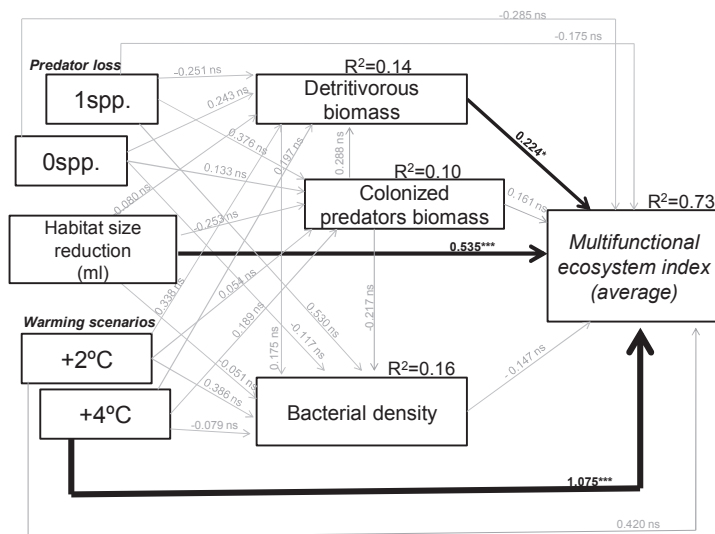 -0.285 ns
-0.175 ns
Predator loss
R²=0.14
-0.251 ns
1spp.
Detritivorous
biomass
0.243 ns
0.224*
0.376 ns
0.197 ns
0.288 ns
R²=0.10
0spp.
0.133 ns
Colonized
predators biomass
0.161 ns
R²=0.73
-0.080 ns
-0.253 ns
Habitat size
reduction
(ml)
0.535***
Multifunctional
ecosystem index
(average)
0.054 ns
0.338 ns
0.189 ns
-0.217 ns
Warming scenarios
0.530 ns
-0.117 ns
0.175 ns
-0.147 ns
+2ºC
-0.051 ns
R²=0.16
0.386 ns
Bacterial density
+4ºC
-0.079 ns
1.075***
0.420 ns